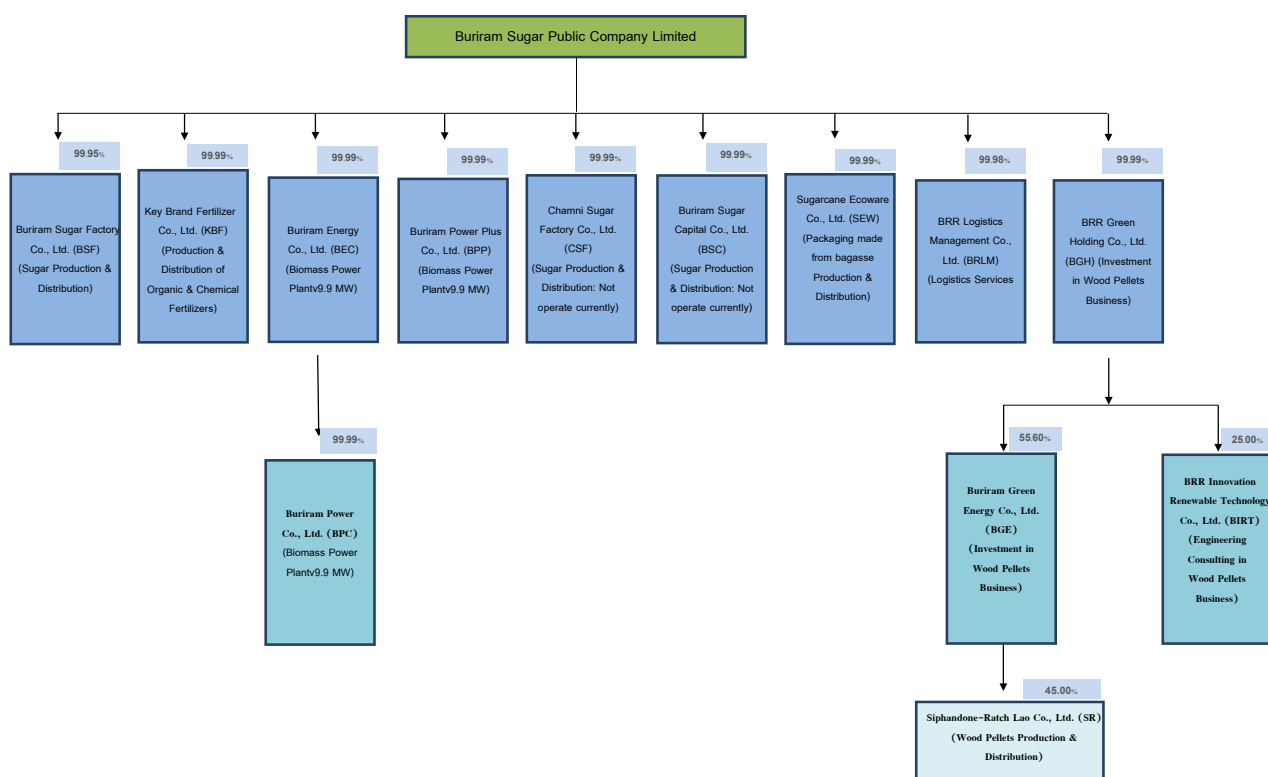 Buriram Sugar Public Company Limited
99.95%
Buriram Sugar Factory
Co., Ltd. (BSF)
(Sugar Production &
Distribution)
99.99%
Key Brand Fertilizer
Co., Ltd. (KBF)
(Production &
Distribution of
Organic & Chemical
Fertilizers)
99.99%
Buriram Energy
Co., Ltd. (BEC)
(Biomass Power
Plantv9.9 MW)
99.99%
Buriram Power Plus
Co., Ltd. (BPP)
(Biomass Power
Plantv9.9 MW)
99.99%
Chamni Sugar
Factory Co., Ltd.
(CSF)
(Sugar Production &
Distribution: Not
operate currently)
99.99%
Buriram Sugar
Capital Co., Ltd.
(BSC)
(Sugar Production
& Distribution: Not
operate currently)
99.99%
Sugarcane Ecoware
Co., Ltd. (SEW)
(Packaging made
from bagasse
Production &
Distribution)
99.98%
BRR Logistics
Management Co.,
Ltd. (BRLM)
(Logistics Services
99.99%
BRR Green
Holding Co., Ltd.
(BGH) (Investment
in Wood Pellets
Business)
99.99%
Buriram Power
Co., Ltd. (BPC)
(Biomass Power
Plantv9.9 MW)
55.60%
Buriram Green
Energy Co., Ltd.
(BGE)
(Investment in
Wood Pellets
Business)
25.00%
BRR Innovation
Renewable Technology
Co., Ltd. (BIRT)
(Engineering
Consulting in
Wood Pellets
Business)
45.00%
Siphandone-Ratch Lao Co., Ltd. (SR)
(Wood Pellets Production &
Distribution)